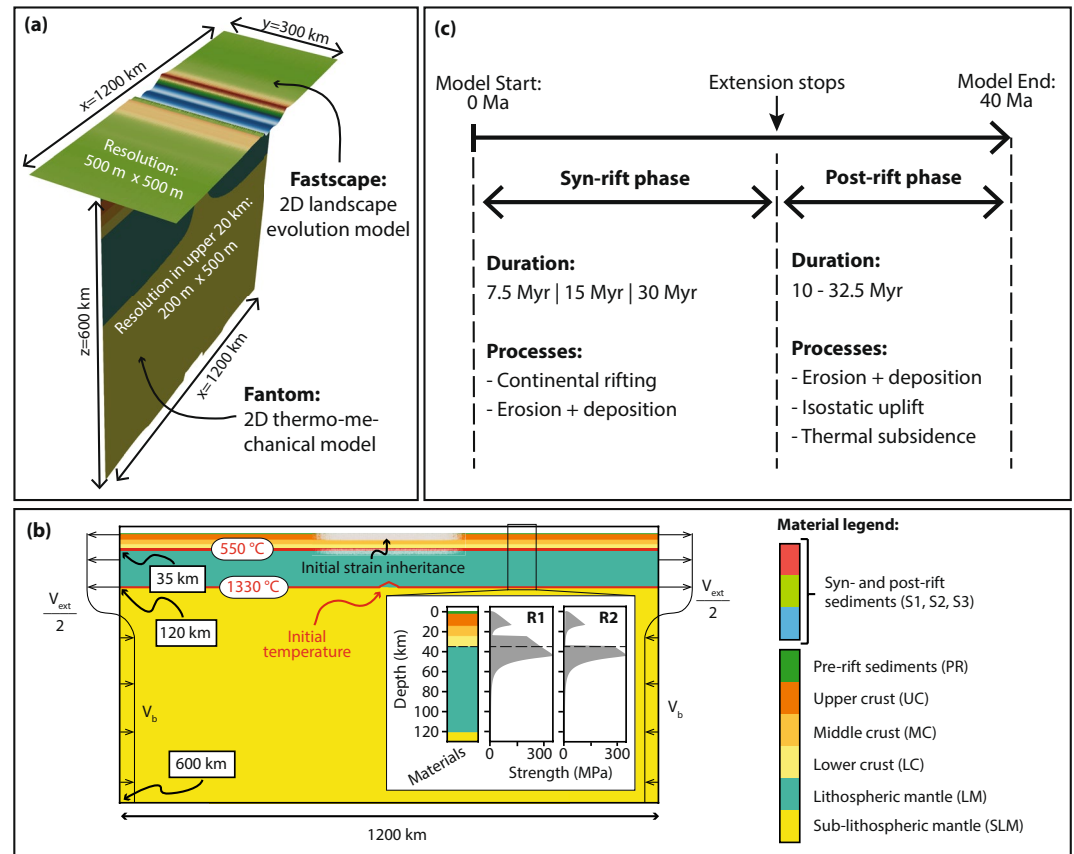 (a)
y=300 km
x=1200 km
Resolution:
500 m x 500 m
Fastscape:
2D landscape
evolution model
Resolution in upper 20 km:
200 m x 500 m
z=600 km
x=1200 km
Fantom:
2D thermo-me-
chanical model
(c)
Model Start:
0 Ma
Extension stops
Model End:
40 Ma
Syn-rift phase
Post-rift phase
Duration:
7.5 Myr | 15 Myr | 30 Myr
Processes:
- Continental rifting
- Erosion + deposition
Duration:
10 - 32.5 Myr
Processes:
- Erosion + deposition
- Isostatic uplift
- Thermal subsidence
(b)
550 °C
Initial strain inheritance
35 km
1330 °C
V_ext
2
120 km
Initial
temperature
V_b
600 km
1200 km
V_ext
2
V_b
R1
R2
Depth (km)
0
20
40
60
80
100
120
Materials
0
300
0
300
Strength (MPa)
Material legend:
Syn- and post-rift
sediments (S1, S2, S3)
Pre-rift sediments (PR)
Upper crust (UC)
Middle crust (MC)
Lower crust (LC)
Lithospheric mantle (LM)
Sub-lithospheric mantle (SLM)